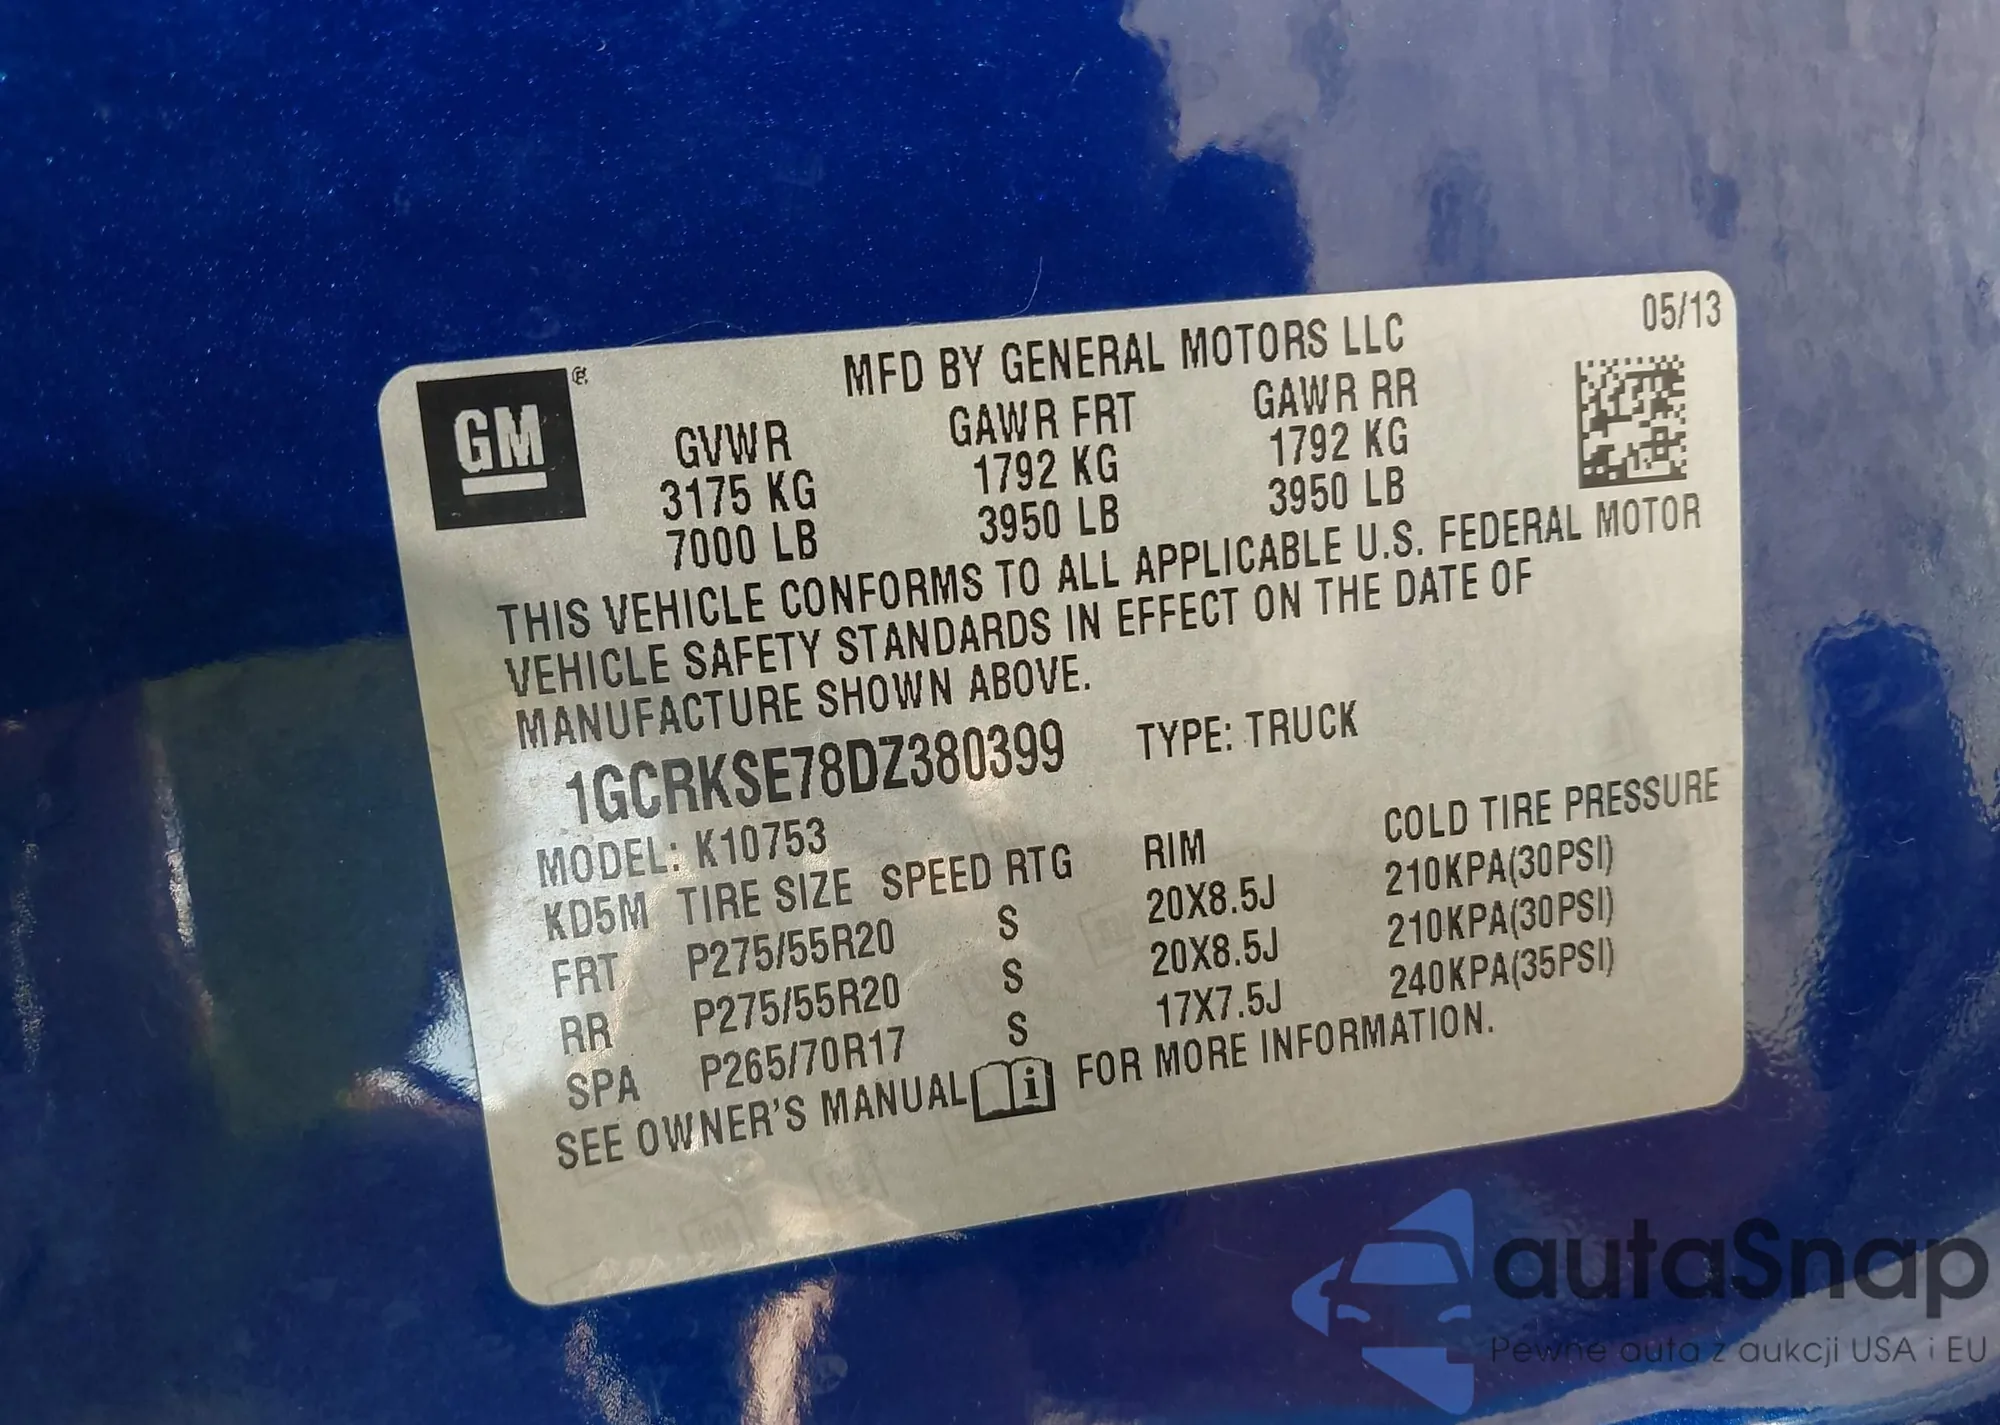 05/13
MFD BY GENERAL MOTORS LLC
GM
GVWR GAWR FRT GAWR RR
3175 KG 1792 KG 1792 KG
7000 LB 3950 LB 3950 LB
THIS VEHICLE CONFORMS TO ALL APPLICABLE U.S. FEDERAL MOTOR
VEHICLE SAFETY STANDARDS IN EFFECT ON THE DATE OF
MANUFACTURE SHOWN ABOVE.
1GCRKSE78DZ380399 TYPE: TRUCK
MODEL: K10753
KD5M TIRE SIZE SPEED RTG RIM COLD TIRE PRESSURE
FRT P275/55R20 S 20X8.5J 210KPA(30PSI)
RR P275/55R20 S 20X8.5J 210KPA(30PSI)
SPA P265/70R17 S 17X7.5J 240KPA(35PSI)
SEE OWNER'S MANUAL i FOR MORE INFORMATION.
autaSnap
Pewne auta z aukcji USA i EU